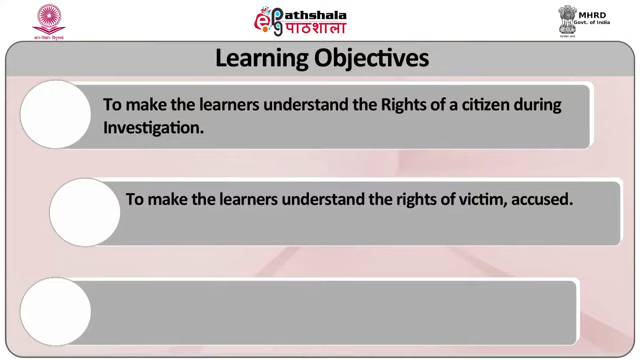 ePathshala
पाठशाला
MHRD
Govt. of India
Learning Objectives
To make the learners understand the Rights of a citizen during
Investigation.
To make the learners understand the rights of victim, accused.